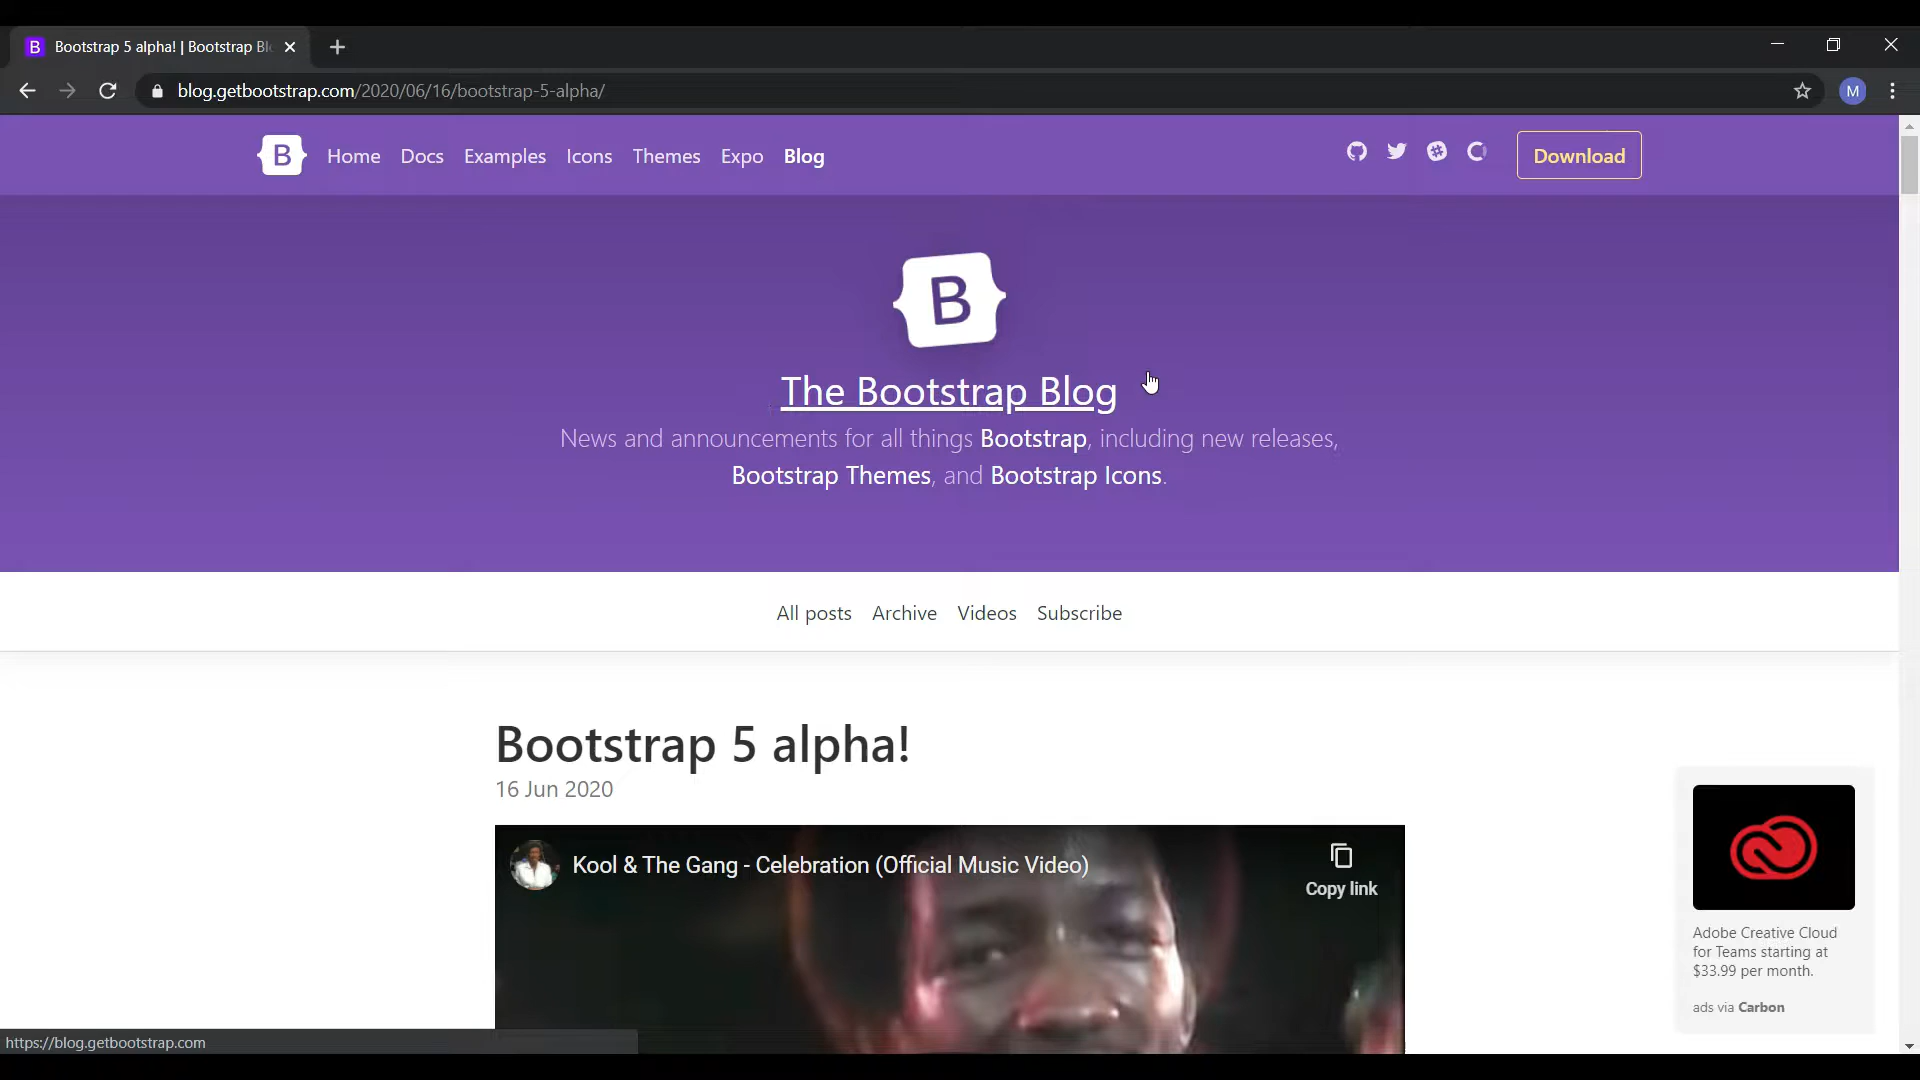 B Bootstrap 5 alpha! | Bootstrap Bl
blog.getbootstrap.com/2020/06/16/bootstrap-5-alpha/
M
B Home Docs Examples Icons Themes Expo Blog Download
B
The Bootstrap Blog
News and announcements for all things Bootstrap, including new releases,
Bootstrap Themes, and Bootstrap Icons.
All posts Archive Videos Subscribe
Bootstrap 5 alpha!
16 Jun 2020
Kool & The Gang - Celebration (Official Music Video)
Copy link
Adobe Creative Cloud
for Teams starting at
$33.99 per month.
ads via Carbon
https://blog.getbootstrap.com